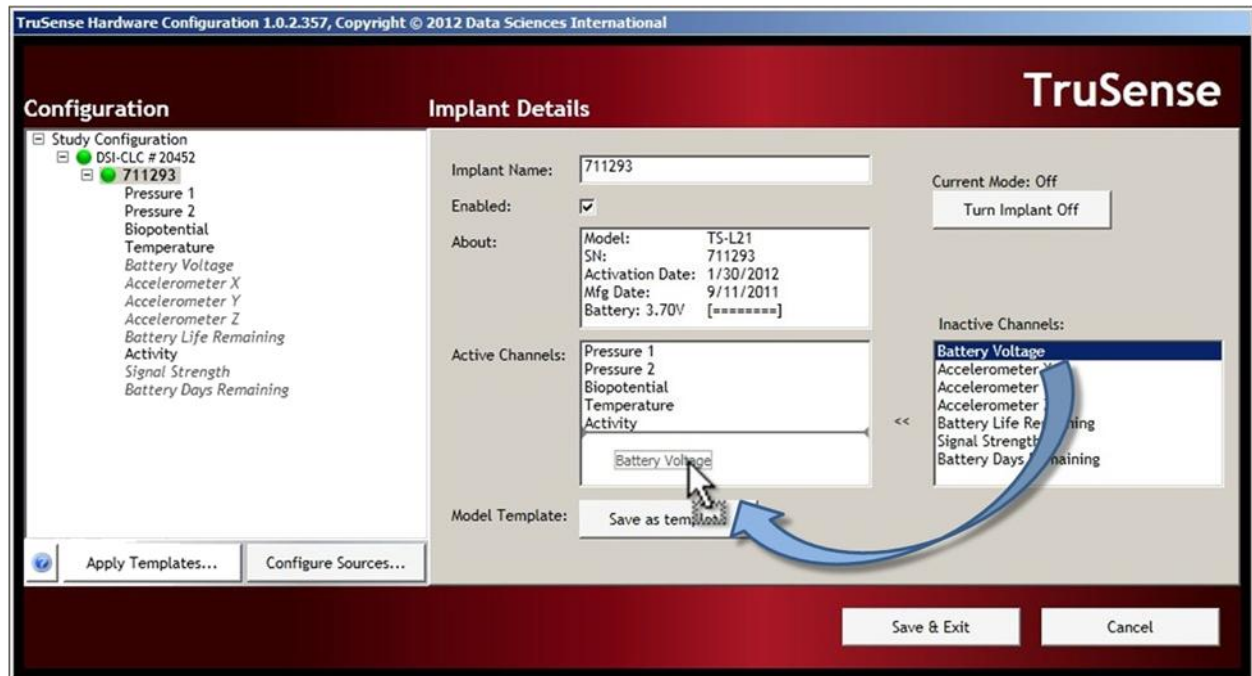 TruSense Hardware Configuration 1.0.2.357, Copyright © 2012 Data Sciences International
TruSense
Configuration
Implant Details
Study Configuration
DSI-CLC # 20452
711293
Pressure 1
Pressure 2
Biopotential
Temperature
Battery Voltage
Accelerometer X
Accelerometer Y
Accelerometer Z
Battery Life Remaining
Activity
Signal Strength
Battery Days Remaining
Apply Templates...
Configure Sources...
Implant Name: 711293
Enabled:
About:
Model: TS-L21
SN: 711293
Activation Date: 1/30/2012
Mfg Date: 9/11/2011
Battery: 3.70V [========]
Current Mode: Off
Turn Implant Off
Active Channels:
Pressure 1
Pressure 2
Biopotential
Temperature
Activity
Battery Voltage
<<
Inactive Channels:
Battery Voltage
Accelerometer
Accelerometer
Accelerometer
Battery Life
Signal Strength
Battery Days
Model Template:
Save as
Save & Exit
Cancel